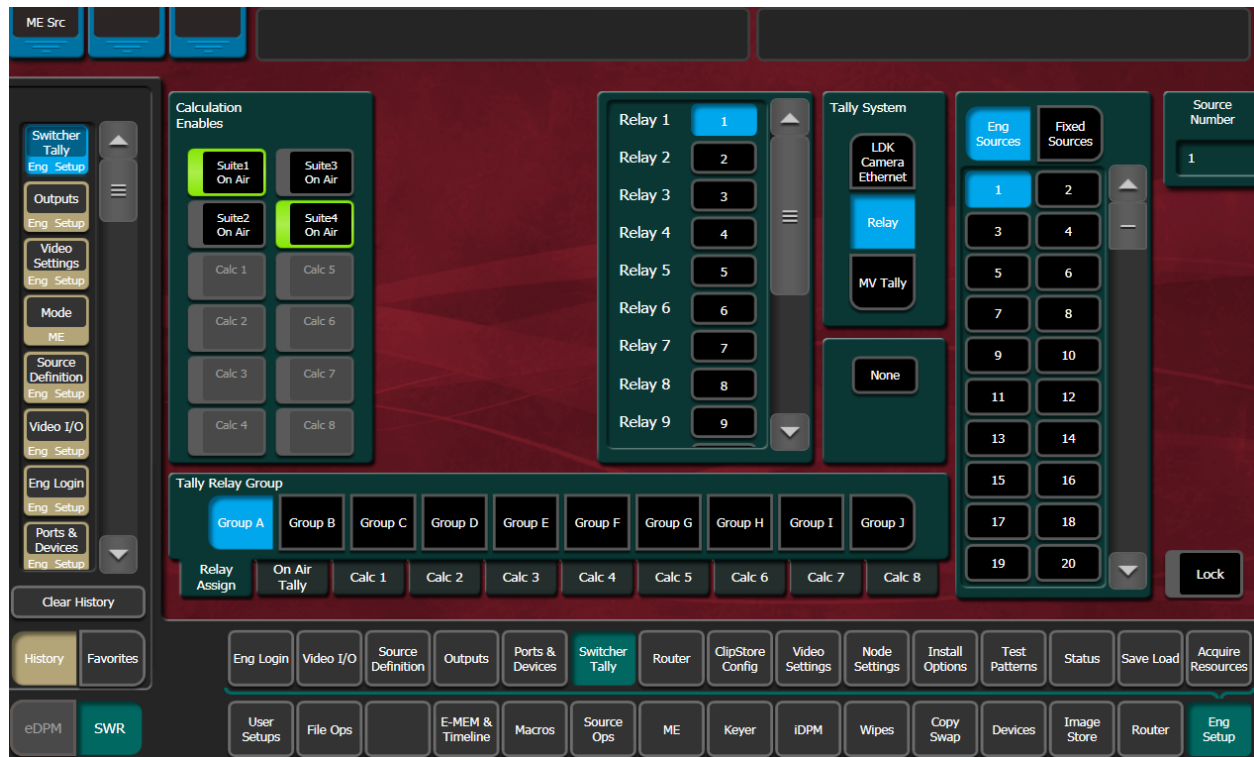 ME Src
Switcher
Tally
Eng Setup
Outputs
Eng Setup
Video
Settings
Eng Setup
Mode
ME
Source
Definition
Eng Setup
Video I/O
Eng Setup
Eng Login
Eng Setup
Ports &
Devices
Eng Setup
Clear History
History Favorites
eDPM SWR
Calculation
Enables
Suite1
On Air
Suite3
On Air
Suite2
On Air
Suite4
On Air
Calc 1 Calc 5
Calc 2 Calc 6
Calc 3 Calc 7
Calc 4 Calc 8
Relay 1 1
Relay 2 2
Relay 3 3
Relay 4 4
Relay 5 5
Relay 6 6
Relay 7 7
Relay 8 8
Relay 9 9
Tally System
LDK
Camera
Ethernet
Relay
MV Tally
None
Eng
Sources
Fixed
Sources
1 2
3 4
5 6
7 8
9 10
11 12
13 14
15 16
17 18
19 20
Source
Number
1
Lock
Tally Relay Group
Group A Group B Group C Group D Group E Group F Group G Group H Group I Group J
Relay
Assign
On Air
Tally
Calc 1 Calc 2 Calc 3 Calc 4 Calc 5 Calc 6 Calc 7 Calc 8
Eng Login
Video I/O
Source
Definition
Outputs
Ports &
Devices
Switcher
Tally
Router
ClipStore
Config
Video
Settings
Node
Settings
Install
Options
Test
Patterns
Status
Save Load
Acquire
Resources
User
Setups
File Ops
E-MEM &
Timeline
Macros
Source
Ops
ME
Keyer
iDPM
Wipes
Copy
Swap
Devices
Image
Store
Router
Eng
Setup